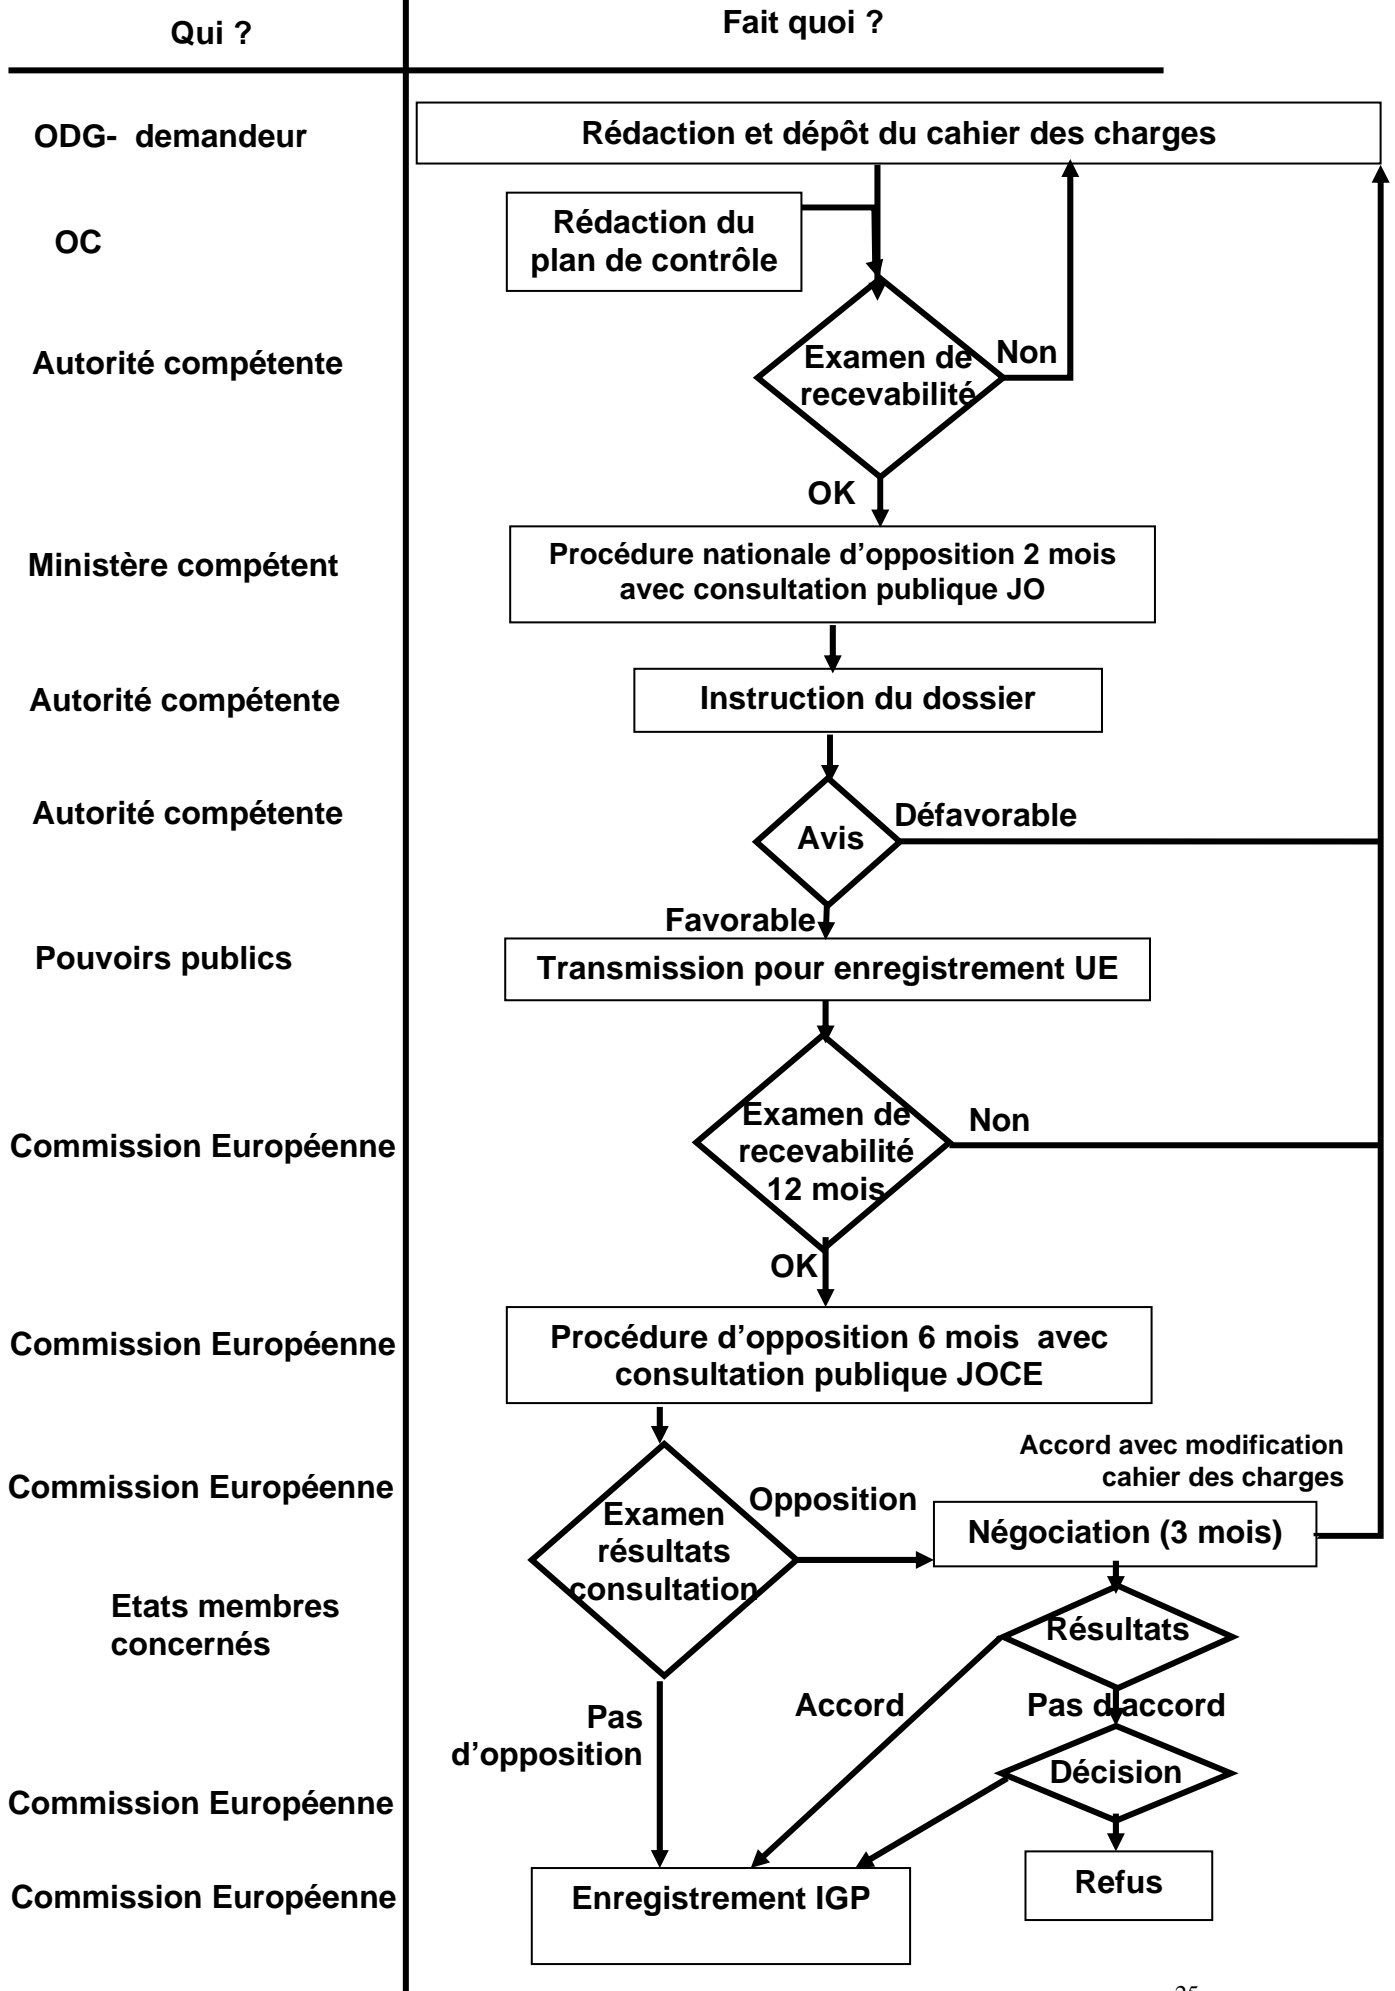 Qui ?
Fait quoi ?
ODG- demandeur
Rédaction et dépôt du cahier des charges
OC
Rédaction du
plan de contrôle
Autorité compétente
Examen de
recevabilité
Non
OK
Ministère compétent
Procédure nationale d’opposition 2 mois
avec consultation publique JO
Autorité compétente
Instruction du dossier
Autorité compétente
Avis
Défavorable
Favorable
Pouvoirs publics
Transmission pour enregistrement UE
Commission Européenne
Examen de
recevabilité
12 mois
Non
OK
Commission Européenne
Procédure d’opposition 6 mois avec
consultation publique JOCE
Commission Européenne
Examen
résultats
consultation
Opposition
Accord avec modification
cahier des charges
Négociation (3 mois)
Etats membres
concernés
Résultats
Pas
d’opposition
Accord
Pas d’accord
Décision
Commission Européenne
Commission Européenne
Enregistrement IGP
Refus